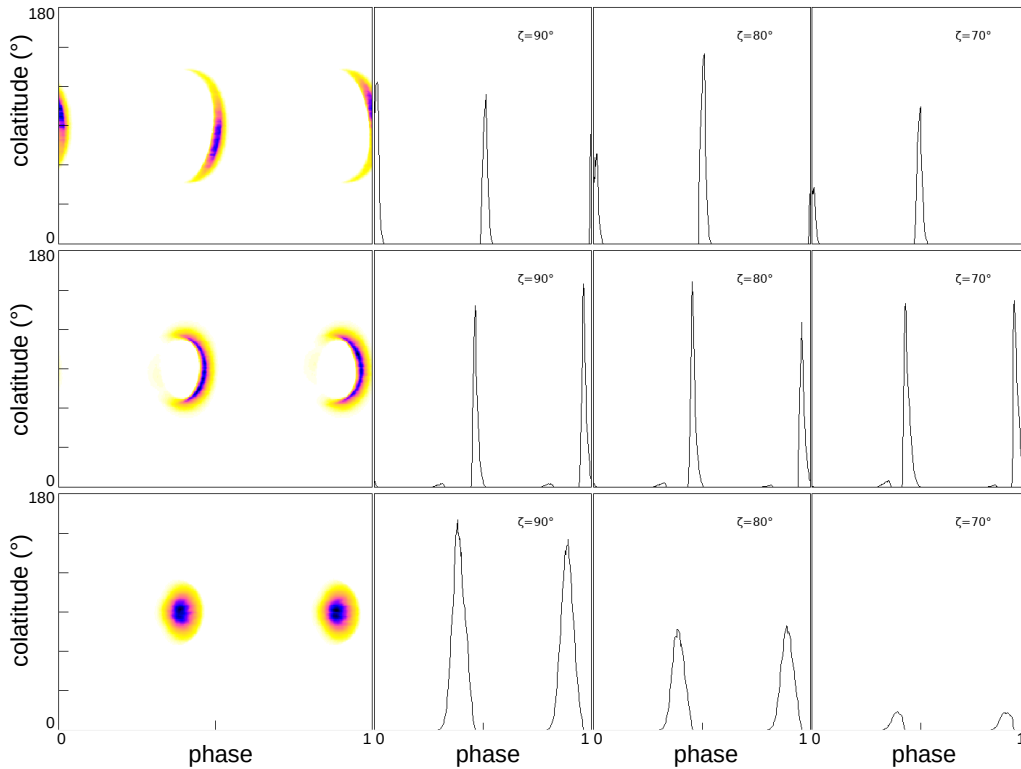 180
colatitude (°)
0
ζ=90°
ζ=80°
ζ=70°
180
colatitude (°)
0
ζ=90°
ζ=80°
ζ=70°
180
colatitude (°)
0
ζ=90°
ζ=80°
ζ=70°
0 1 0 1 0 1 0 1
phase phase phase phase